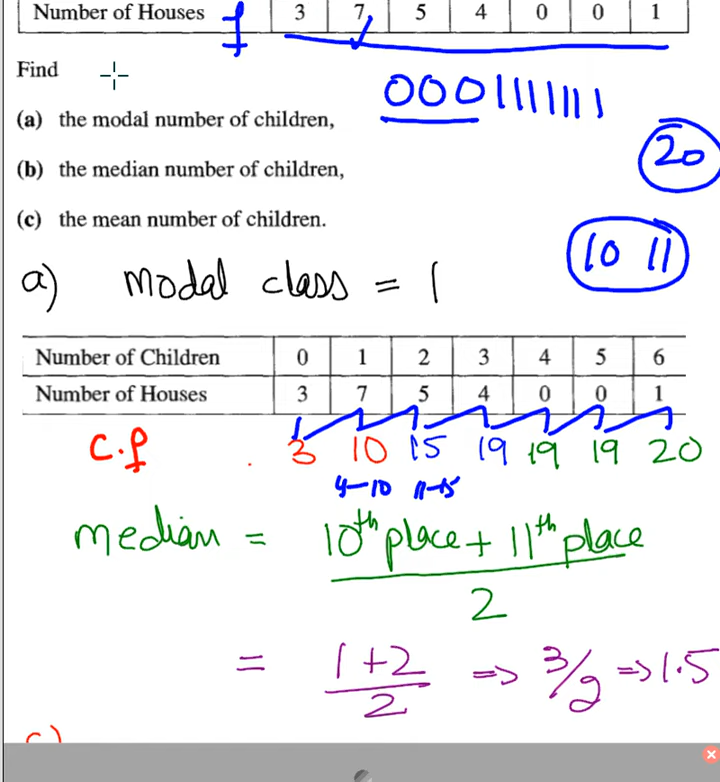 Number of Houses f 3 7 5 4 0 0 1
Find
0001111111
(a) the modal number of children,
20
(b) the median number of children,
(c) the mean number of children.
10 11
a) modal class = 1
Number of Children 0 1 2 3 4 5 6
Number of Houses 3 7 5 4 0 0 1
c.f 3 10 15 19 19 19 20
4-10 11-15
median = 10th place + 11th place
2
= 1+2 => 3/2 => 1.5
2
c)